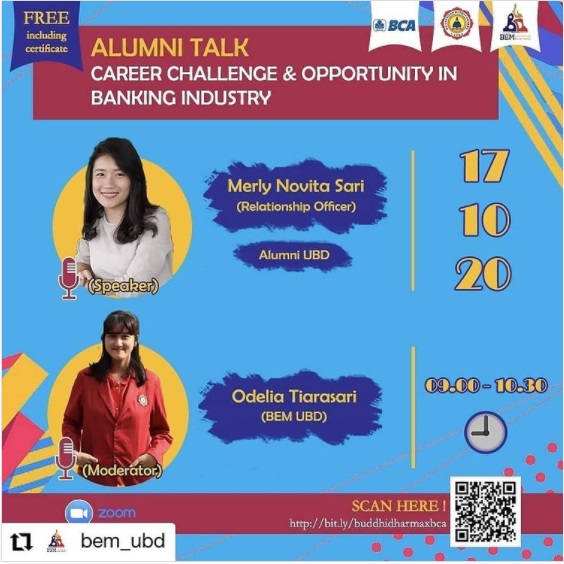 FREE
including
certificate
BCA
BEM
ALUMNI TALK
CAREER CHALLENGE & OPPORTUNITY IN
BANKING INDUSTRY
Merly Novita Sari
(Relationship Officer)
Alumni UBD
(Speaker)
17
10
20
Odelia Tiarasari
(BEM UBD)
(Moderator)
09.00 - 10.30
zoom
SCAN HERE !
http://bit.ly/buddhidharmaxbca
bem_ubd